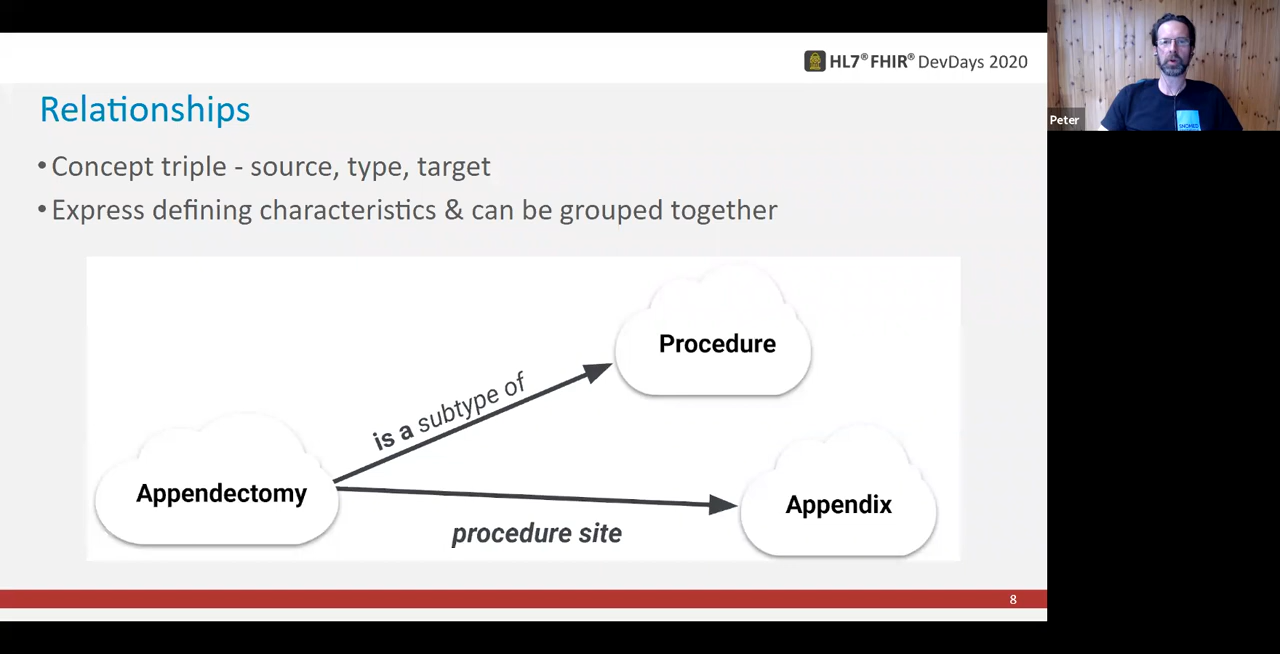 HL7® FHIR® DevDays 2020
Relationships
• Concept triple - source, type, target
• Express defining characteristics & can be grouped together
Procedure
is a subtype of
Appendectomy
Appendix
procedure site
8
Peter
SNOMED